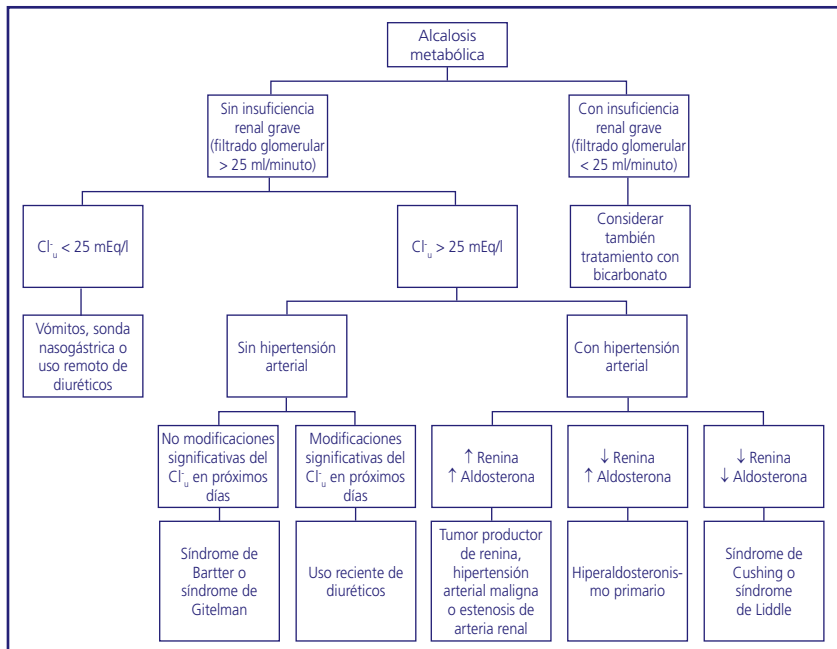 Alcalosis
metabólica
Sin insuficiencia
renal grave
(filtrado glomerular
> 25 ml/minuto)
Con insuficiencia
renal grave
(filtrado glomerular
< 25 ml/minuto)
Cl⁻ᵤ < 25 mEq/l
Cl⁻ᵤ > 25 mEq/l
Considerar
también
tratamiento con
bicarbonato
Vómitos, sonda
nasogástrica o
uso remoto de
diuréticos
Sin hipertensión
arterial
Con hipertensión
arterial
No modificaciones
significativas del
Cl⁻ᵤ en próximos
días
Modificaciones
significativas del
Cl⁻ᵤ en próximos
días
↑ Renina
↑ Aldosterona
↓ Renina
↑ Aldosterona
↓ Renina
↓ Aldosterona
Síndrome de
Bartter o
síndrome de
Gitelman
Uso reciente de
diuréticos
Tumor productor
de renina,
hipertensión
arterial maligna
o estenosis de
arteria renal
Hiperaldosteronis-
mo primario
Síndrome de
Cushing o
síndrome
de Liddle